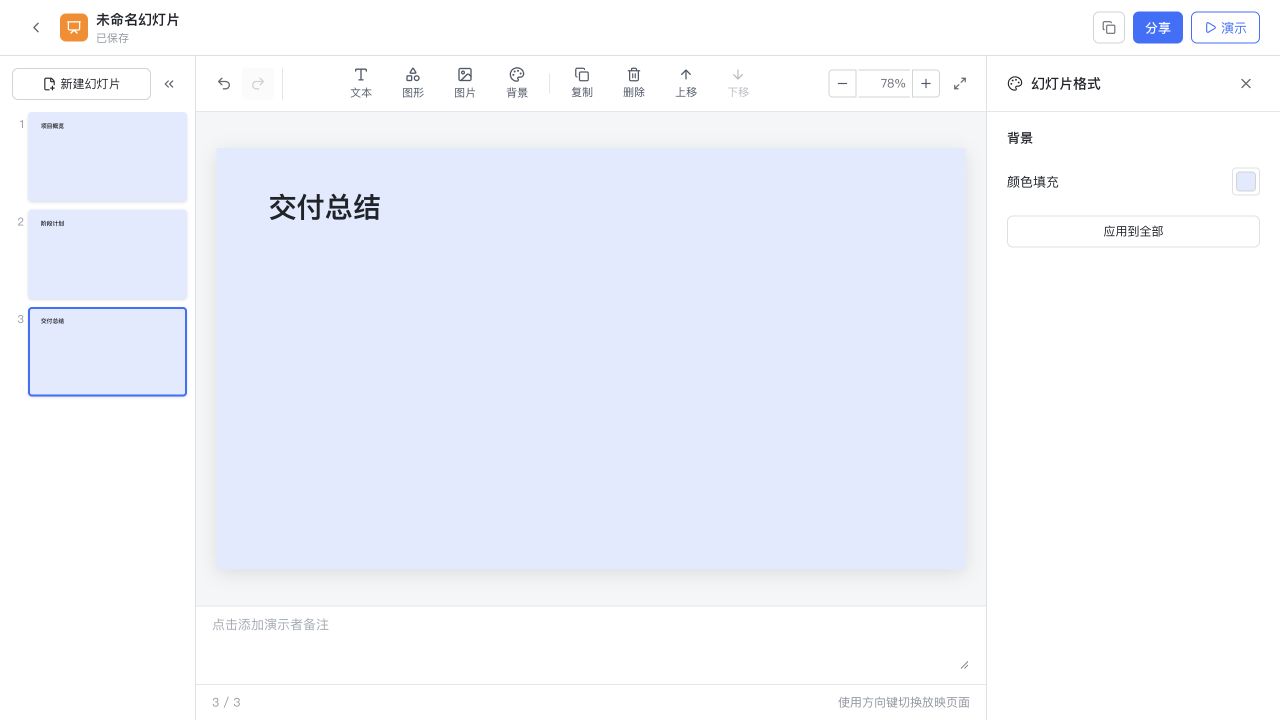 未命名幻灯片
已保存
分享
演示
新建幻灯片
文本
图形
图片
背景
复制
删除
上移
下移
78%
幻灯片格式
1
项目概览
2
阶段计划
3
交付总结
交付总结
背景
颜色填充
应用到全部
点击添加演示者备注
3 / 3
使用方向键切换放映页面